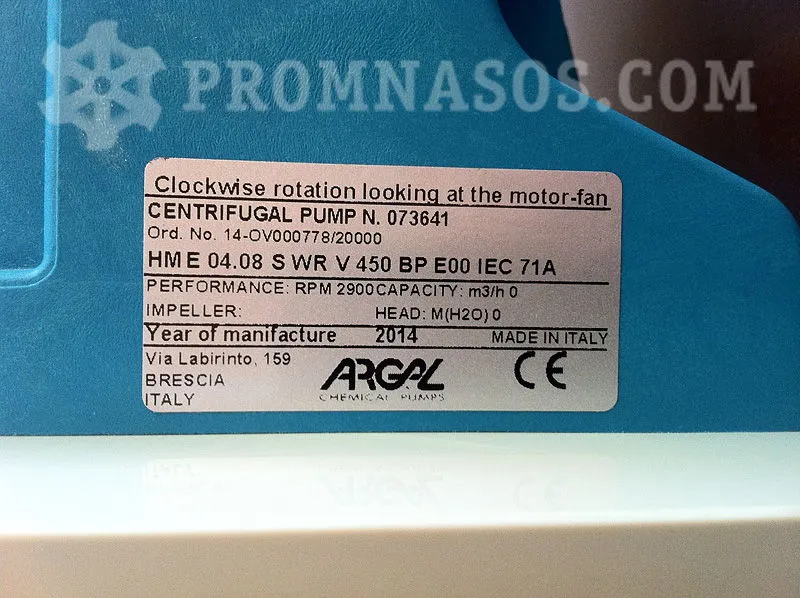 PROMNASOS.COM
Clockwise rotation looking at the motor-fan
CENTRIFUGAL PUMP N. 073641
Ord. No. 14-OV000778/20000
HME 04.08 S WR V 450 BP E00 IEC 71A
PERFORMANCE: RPM 2900 CAPACITY: m3/h 0
IMPELLER: HEAD: M(H2O) 0
Year of manifacture 2014 MADE IN ITALY
Via Labirinto, 159
BRESCIA
ITALY
ARGAL
CHEMICAL PUMPS
CE